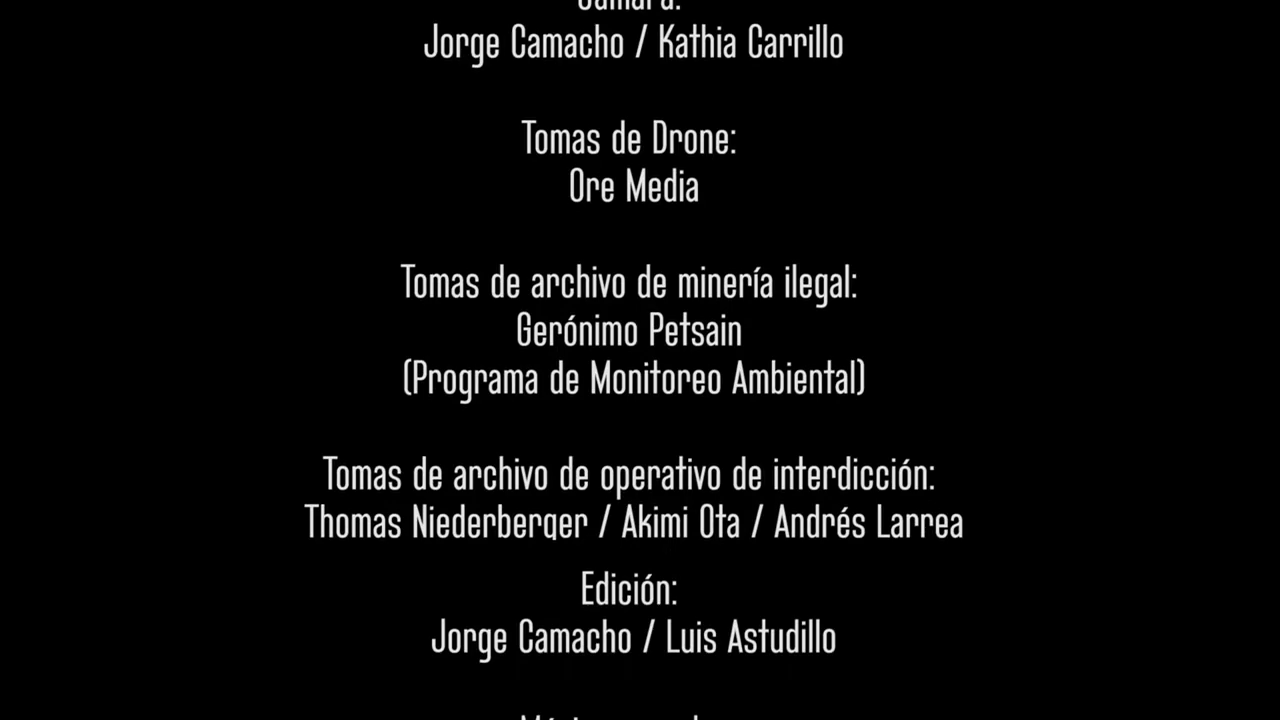 Cámara:
Jorge Camacho / Kathia Carrillo
Tomas de Drone:
Ore Media
Tomas de archivo de minería ilegal:
Gerónimo Petsain
(Programa de Monitoreo Ambiental)
Tomas de archivo de operativo de interdicción:
Thomas Niederberger / Akimi Ota / Andrés Larrea
Edición:
Jorge Camacho / Luis Astudillo